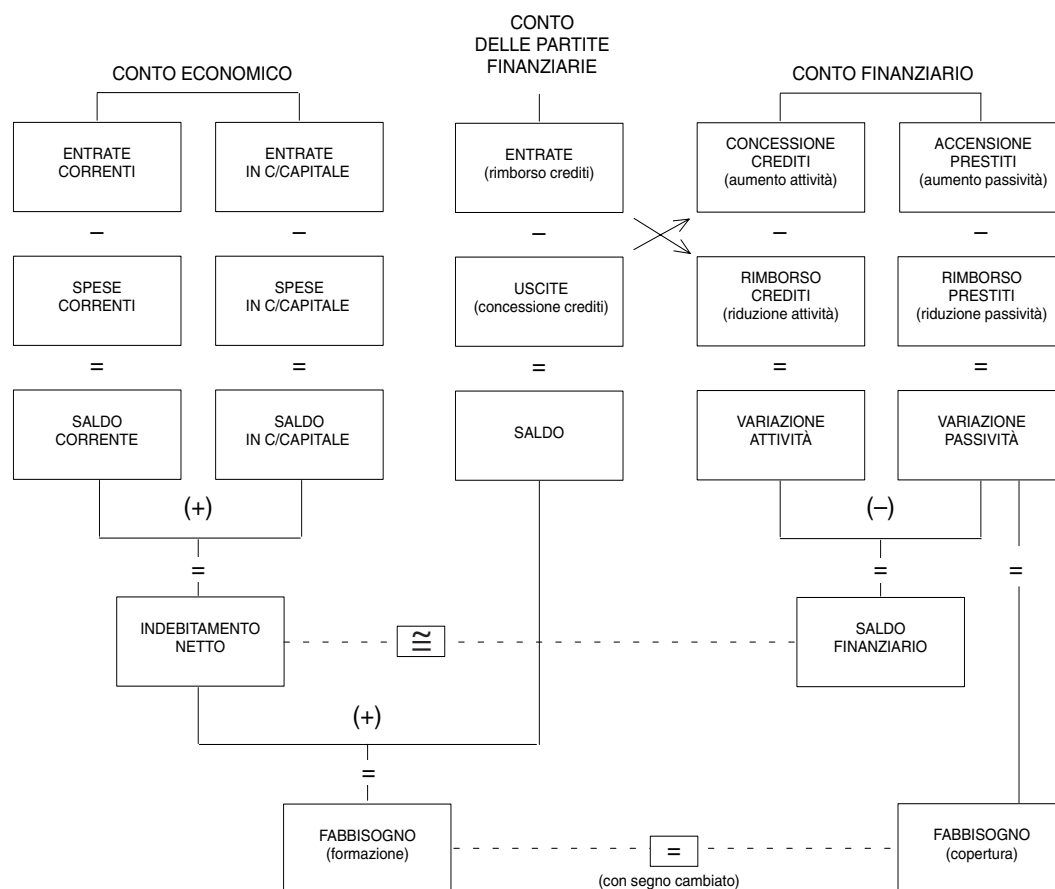 CONTO
DELLE PARTITE
FINANZIARIE
CONTO ECONOMICO
CONTO FINANZIARIO
ENTRATE
CORRENTI
ENTRATE
IN C/CAPITALE
ENTRATE
(rimborso crediti)
CONCESSIONE
CREDITI
(aumento attività)
ACCENSIONE
PRESTITI
(aumento passività)
–
–
–
–
–
SPESE
CORRENTI
SPESE
IN C/CAPITALE
USCITE
(concessione crediti)
RIMBORSO
CREDITI
(riduzione attività)
RIMBORSO
PRESTITI
(riduzione passività)
=
=
=
=
=
SALDO
CORRENTE
SALDO
IN C/CAPITALE
SALDO
VARIAZIONE
ATTIVITÀ
VARIAZIONE
PASSIVITÀ
(+)
(–)
=
=
=
INDEBITAMENTO
NETTO
≅
SALDO
FINANZIARIO
(+)
=
FABBISOGNO
(formazione)
=
(con segno cambiato)
FABBISOGNO
(copertura)